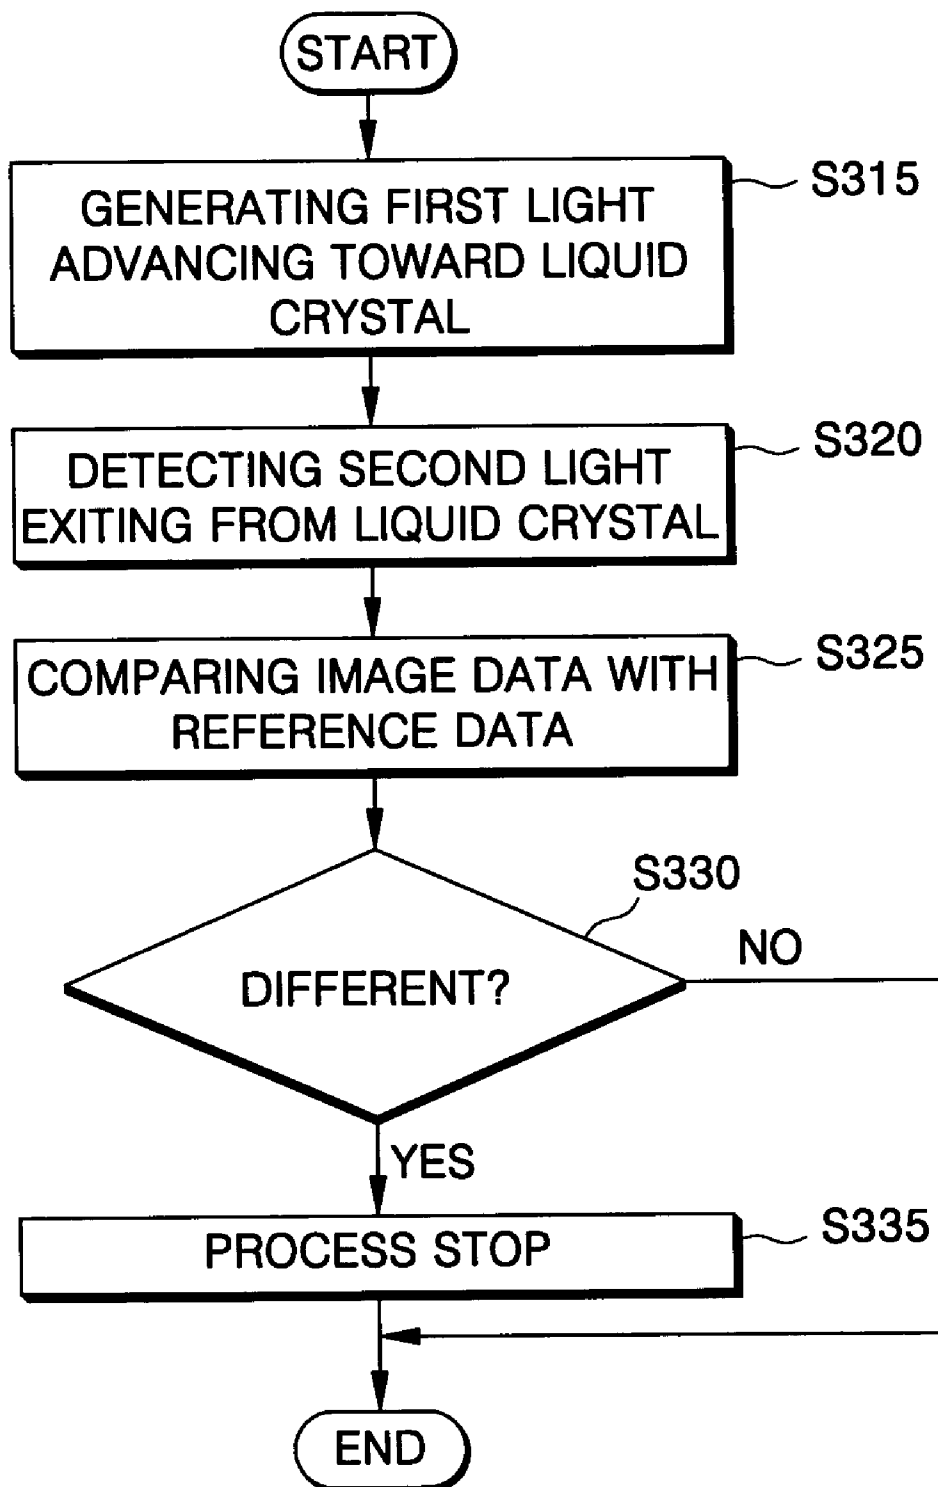 START
GENERATING FIRST LIGHT
ADVANCING TOWARD LIQUID
CRYSTAL
S315
DETECTING SECOND LIGHT
EXITING FROM LIQUID CRYSTAL
S320
COMPARING IMAGE DATA WITH
REFERENCE DATA
S325
DIFFERENT?
S330
NO
YES
PROCESS STOP
S335
END